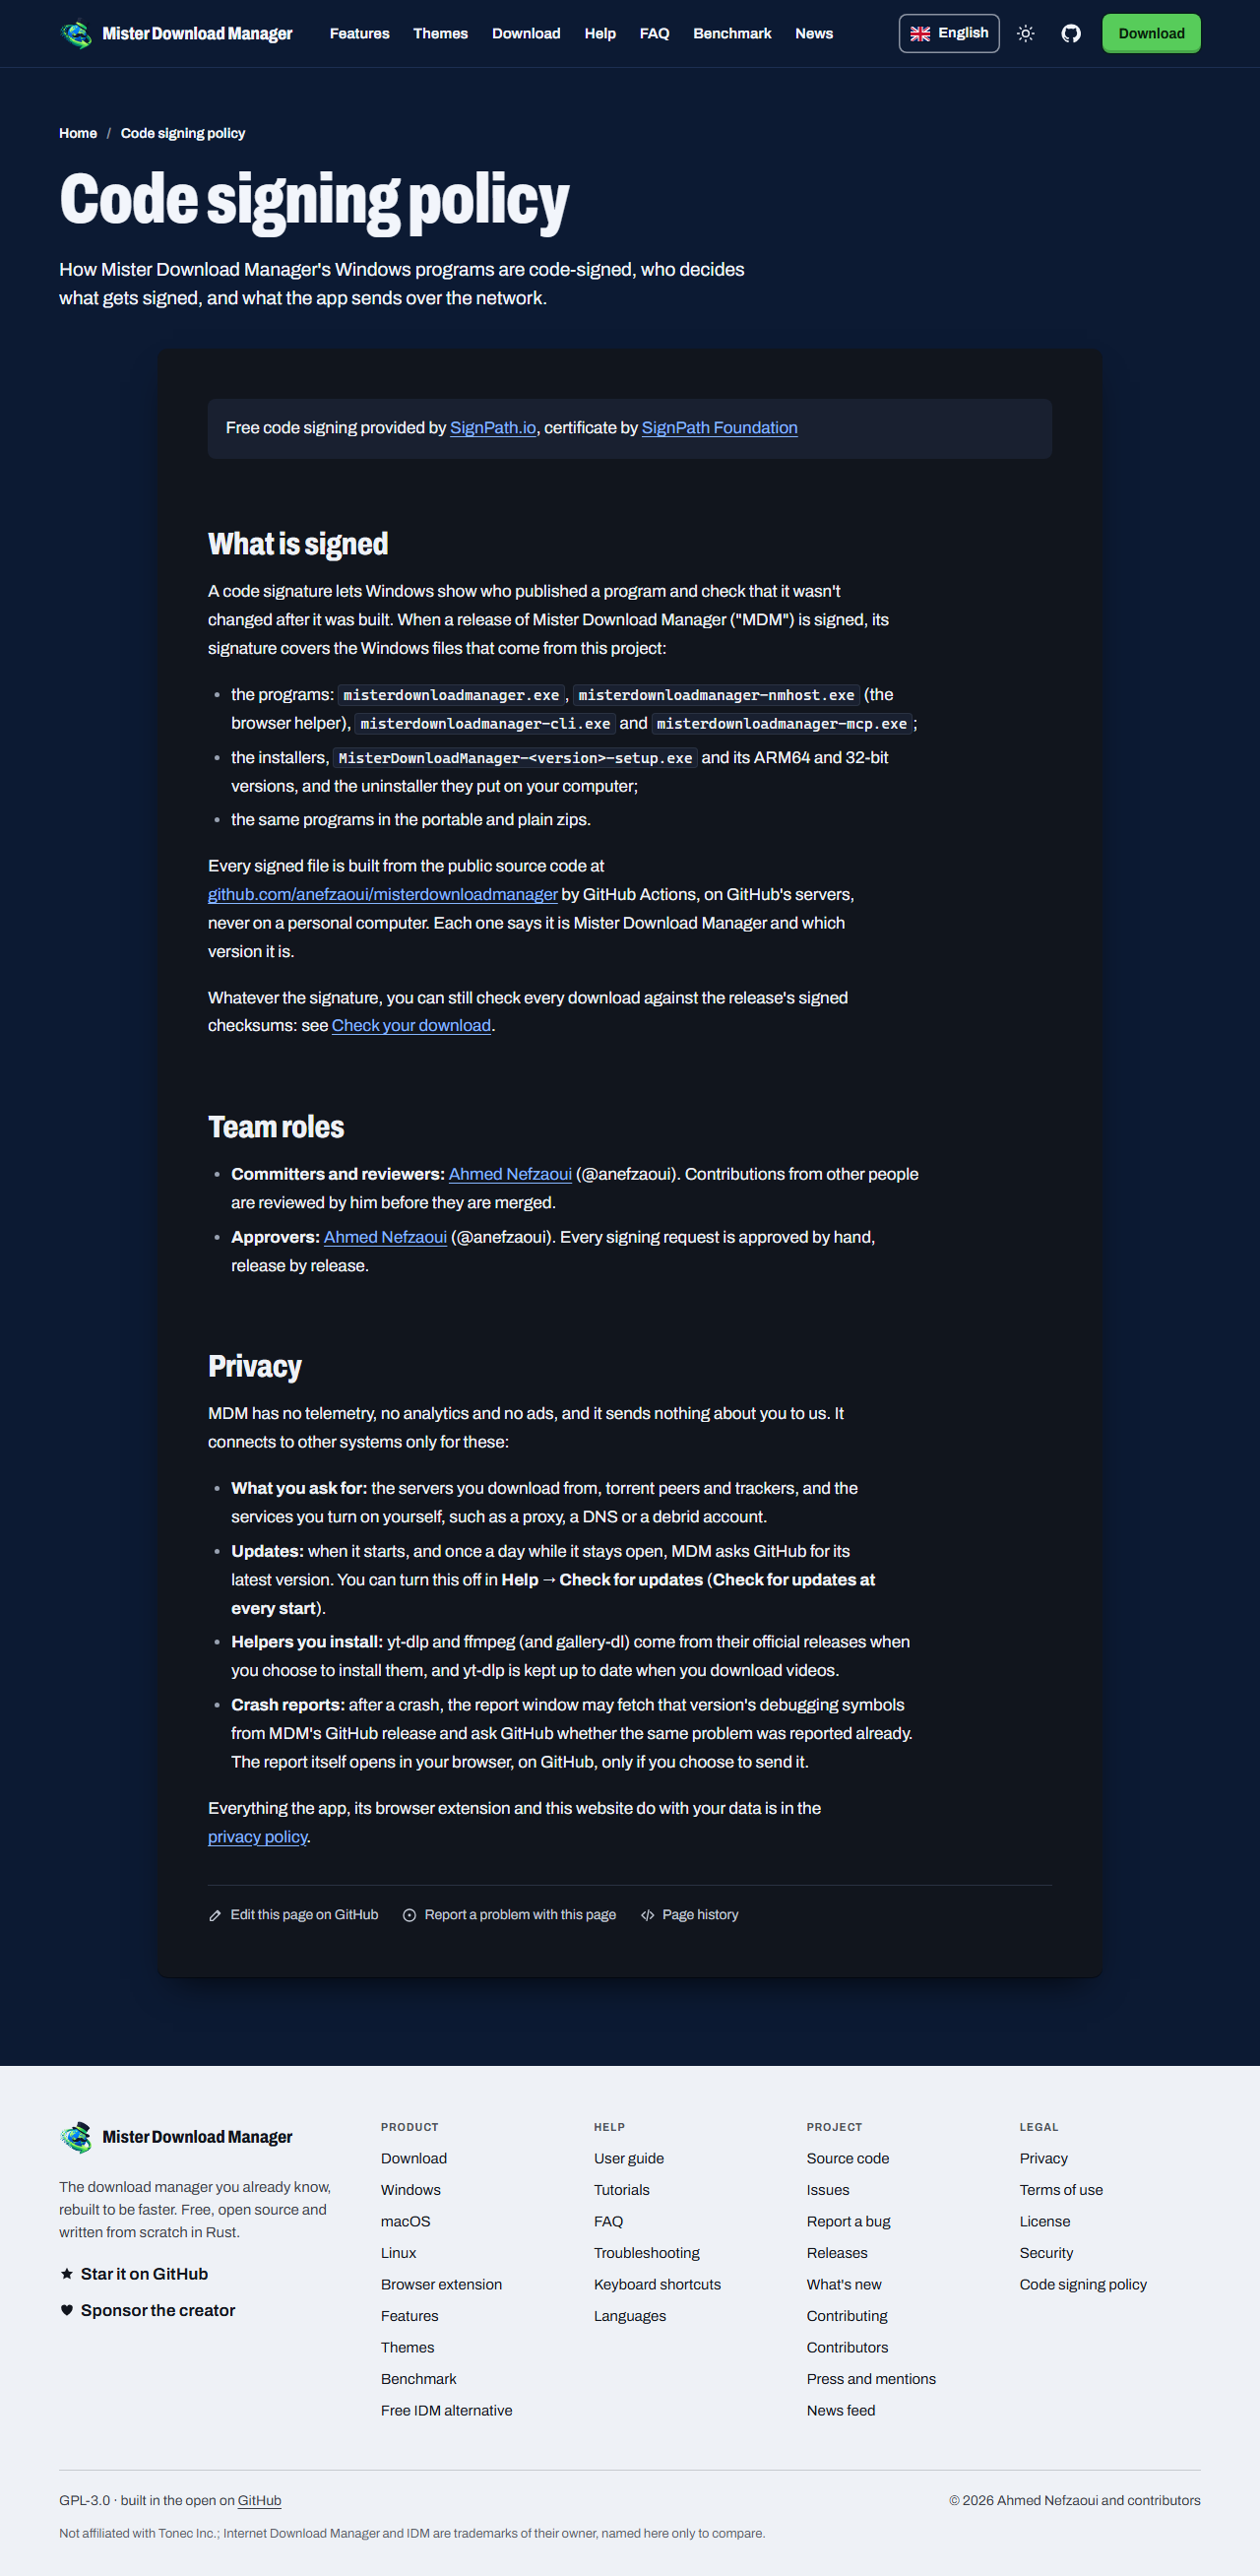 Mister Download Manager
Features
Themes
Download
Help
FAQ
Benchmark
News
English
Download
Home / Code signing policy
Code signing policy
How Mister Download Manager's Windows programs are code-signed, who decides
what gets signed, and what the app sends over the network.
Free code signing provided by SignPath.io, certificate by SignPath Foundation
What is signed
A code signature lets Windows show who published a program and check that it wasn't
changed after it was built. When a release of Mister Download Manager ("MDM") is signed, its
signature covers the Windows files that come from this project:
• the programs: misterdownloadmanager.exe, misterdownloadmanager-nmhost.exe (the
browser helper), misterdownloadmanager-cli.exe and misterdownloadmanager-mcp.exe;
• the installers, MisterDownloadManager-<version>-setup.exe and its ARM64 and 32-bit
versions, and the uninstaller they put on your computer;
• the same programs in the portable and plain zips.
Every signed file is built from the public source code at
github.com/anefzaoui/misterdownloadmanager by GitHub Actions, on GitHub's servers,
never on a personal computer. Each one says it is Mister Download Manager and which
version it is.
Whatever the signature, you can still check every download against the release's signed
checksums: see Check your download.
Team roles
• Committers and reviewers: Ahmed Nefzaoui (@anefzaoui). Contributions from other people
are reviewed by him before they are merged.
• Approvers: Ahmed Nefzaoui (@anefzaoui). Every signing request is approved by hand,
release by release.
Privacy
MDM has no telemetry, no analytics and no ads, and it sends nothing about you to us. It
connects to other systems only for these:
• What you ask for: the servers you download from, torrent peers and trackers, and the
services you turn on yourself, such as a proxy, a DNS or a debrid account.
• Updates: when it starts, and once a day while it stays open, MDM asks GitHub for its
latest version. You can turn this off in Help → Check for updates (Check for updates at
every start).
• Helpers you install: yt-dlp and ffmpeg (and gallery-dl) come from their official releases when
you choose to install them, and yt-dlp is kept up to date when you download videos.
• Crash reports: after a crash, the report window may fetch that version's debugging symbols
from MDM's GitHub release and ask GitHub whether the same problem was reported already.
The report itself opens in your browser, on GitHub, only if you choose to send it.
Everything the app, its browser extension and this website do with your data is in the
privacy policy.
Edit this page on GitHub
Report a problem with this page
Page history
Mister Download Manager
The download manager you already know,
rebuilt to be faster. Free, open source and
written from scratch in Rust.
Star it on GitHub
Sponsor the creator
PRODUCT
Download
Windows
macOS
Linux
Browser extension
Features
Themes
Benchmark
Free IDM alternative
HELP
User guide
Tutorials
FAQ
Troubleshooting
Keyboard shortcuts
Languages
PROJECT
Source code
Issues
Report a bug
Releases
What's new
Contributing
Contributors
Press and mentions
News feed
LEGAL
Privacy
Terms of use
License
Security
Code signing policy
GPL-3.0 · built in the open on GitHub
© 2026 Ahmed Nefzaoui and contributors
Not affiliated with Tonec Inc.; Internet Download Manager and IDM are trademarks of their owner, named here only to compare.